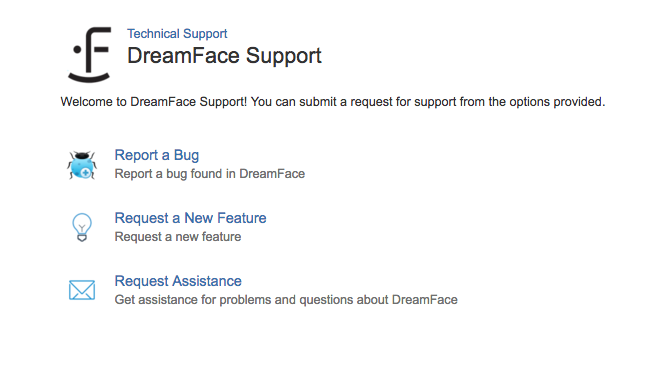 Technical Support
DreamFace Support
Welcome to DreamFace Support! You can submit a request for support from the options provided.
Report a Bug
Report a bug found in DreamFace
Request a New Feature
Request a new feature
Request Assistance
Get assistance for problems and questions about DreamFace